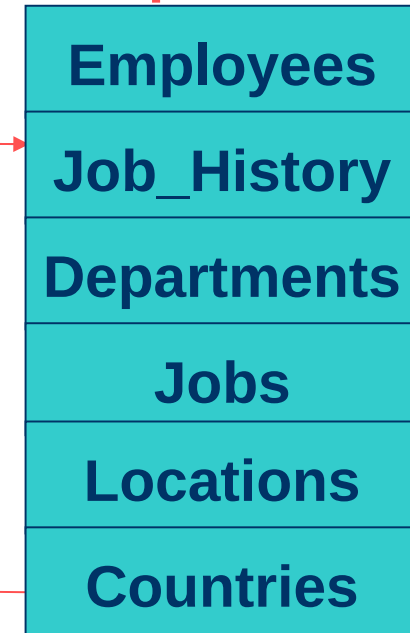 Employees
Job_History
Departments
Jobs
Locations
Countries